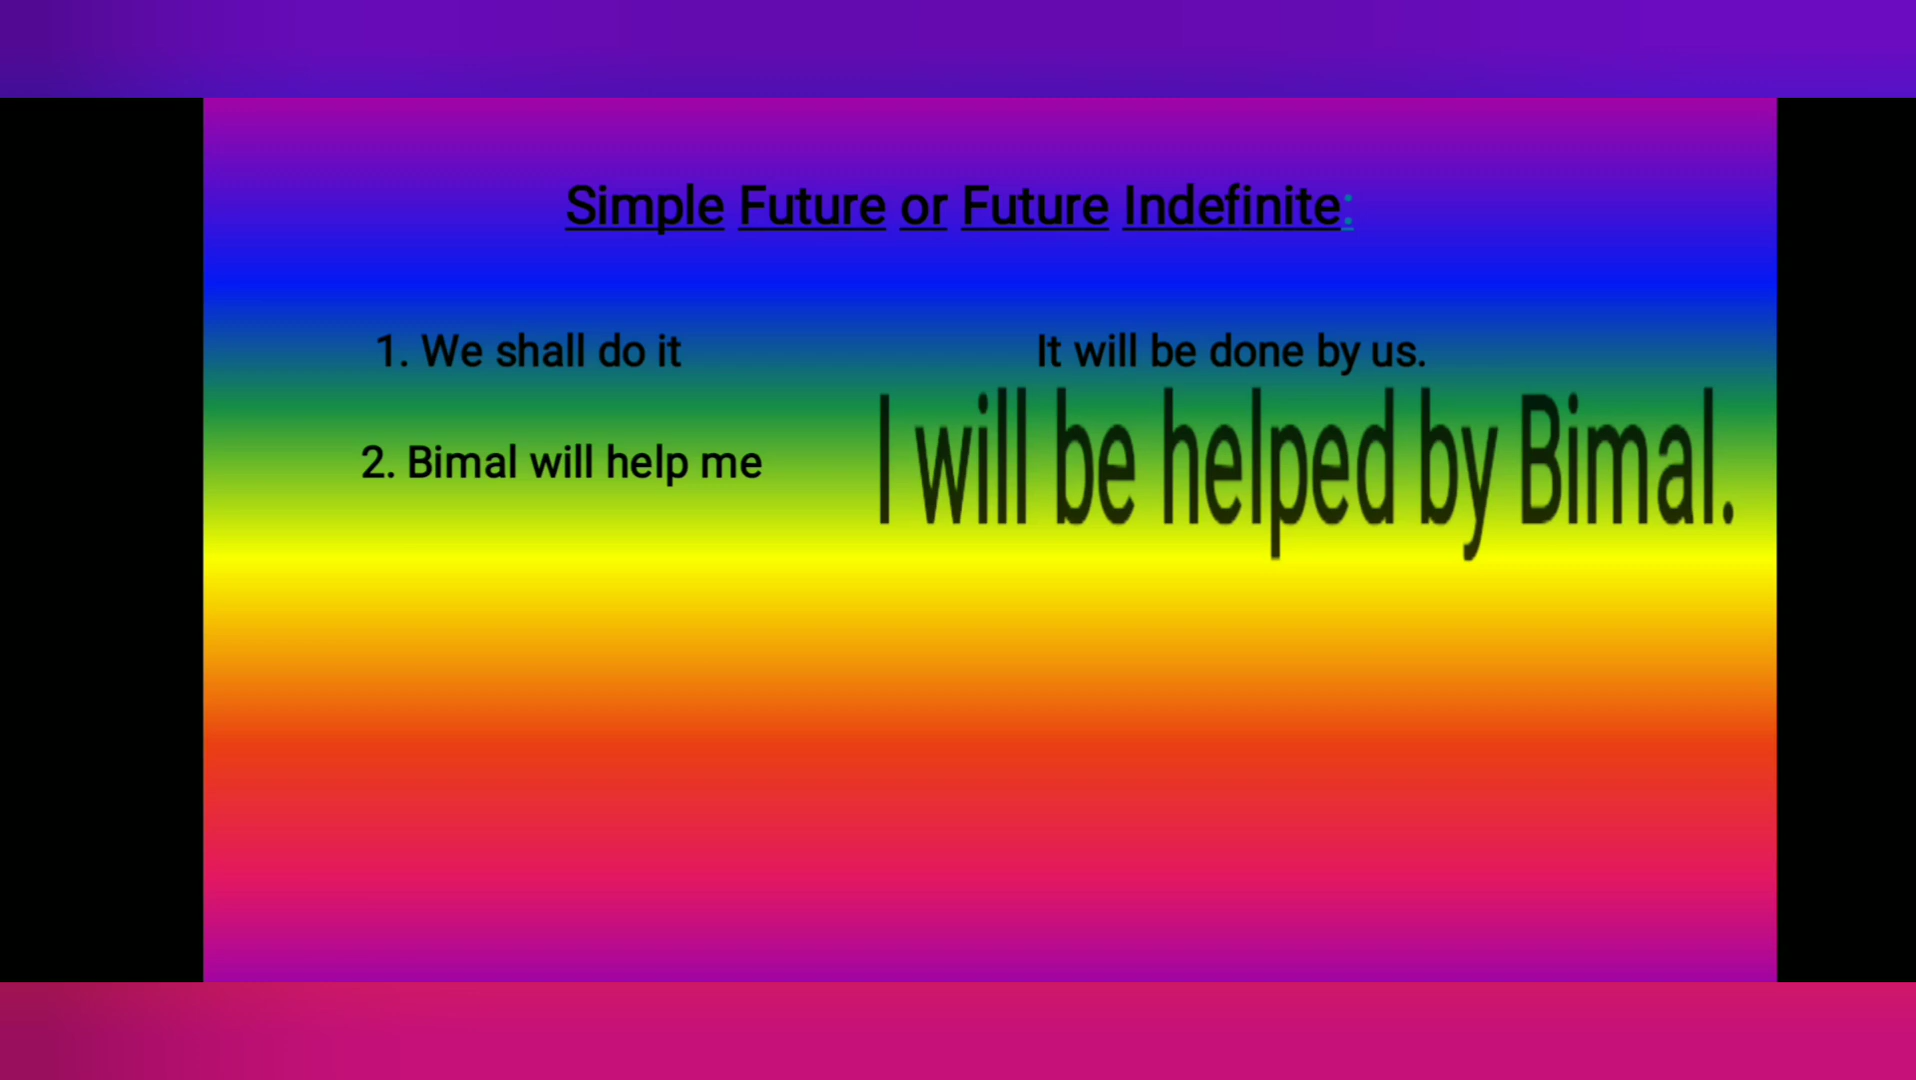 Simple Future or Future Indefinite:
1. We shall do it
It will be done by us.
2. Bimal will help me
I will be helped by Bimal.